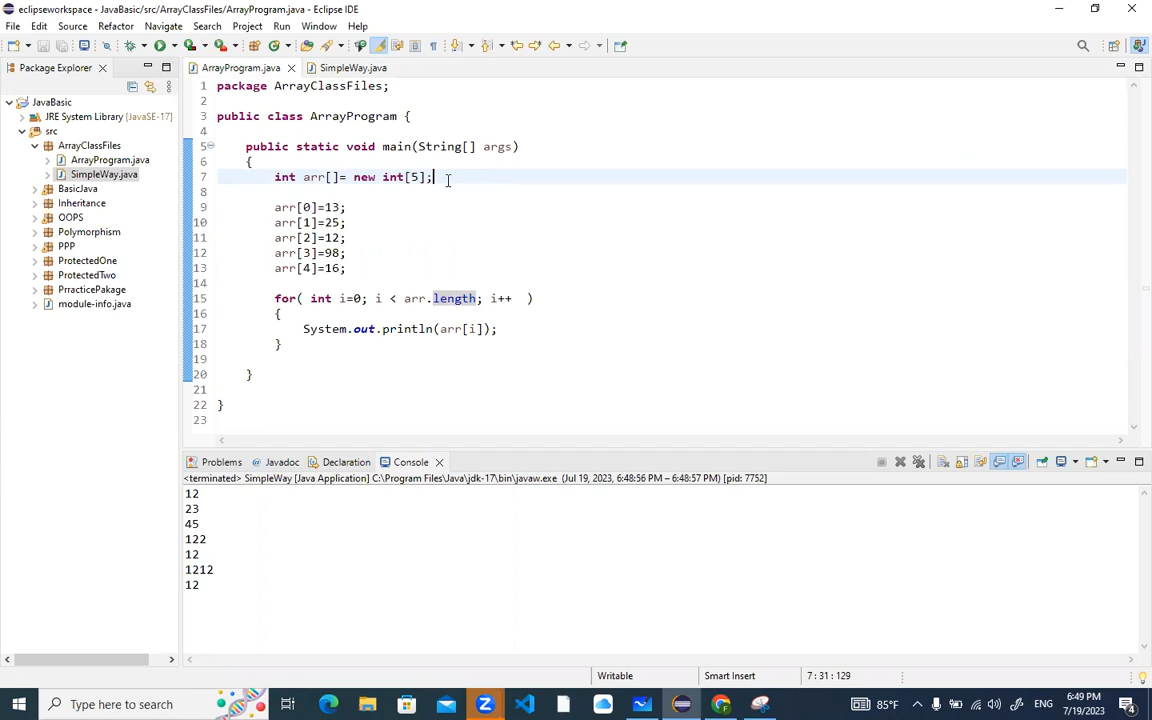 eclipseworkspace - JavaBasic/src/ArrayClassFiles/ArrayProgram.java - Eclipse IDE
File Edit Source Refactor Navigate Search Project Run Window Help
Package Explorer
JavaBasic
JRE System Library [JavaSE-17]
src
ArrayClassFiles
ArrayProgram.java
SimpleWay.java
BasicJava
Inheritance
OOPS
Polymorphism
PPP
ProtectedOne
ProtectedTwo
PrracticePakage
module-info.java
ArrayProgram.java SimpleWay.java
1 package ArrayClassFiles;
2
3 public class ArrayProgram {
4
5 public static void main(String[] args)
6 {
7 int arr[]= new int[5];
8
9 arr[0]=13;
10 arr[1]=25;
11 arr[2]=12;
12 arr[3]=98;
13 arr[4]=16;
14
15 for( int i=0; i < arr.length; i++ )
16 {
17 System.out.println(arr[i]);
18 }
19
20 }
21
22 }
23
Problems Javadoc Declaration Console
<terminated> SimpleWay [Java Application] C:\Program Files\Java\jdk-17\bin\javaw.exe (Jul 19, 2023, 6:48:56 PM – 6:48:57 PM) [pid: 7752]
12
23
45
122
12
1212
12
Writable Smart Insert 7 : 31 : 129
Type here to search
85°F
ENG
6:49 PM
7/19/2023
4